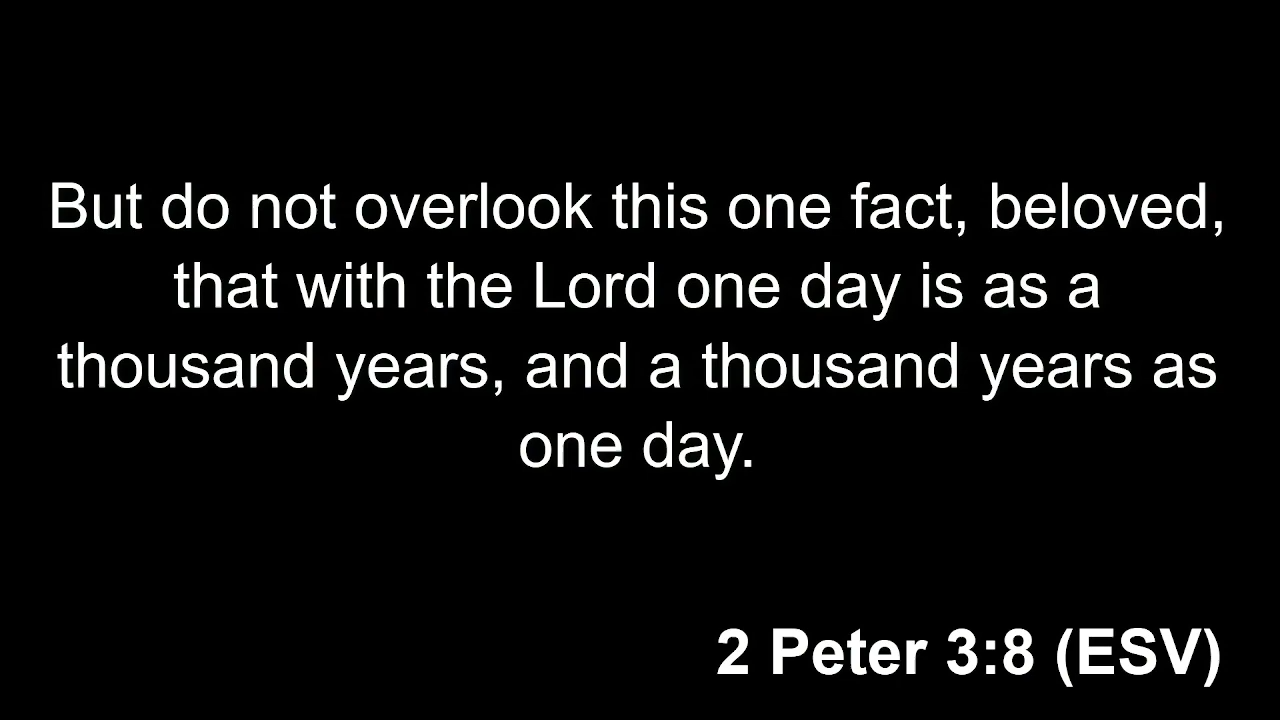 But do not overlook this one fact, beloved,
that with the Lord one day is as a
thousand years, and a thousand years as
one day.
2 Peter 3:8 (ESV)